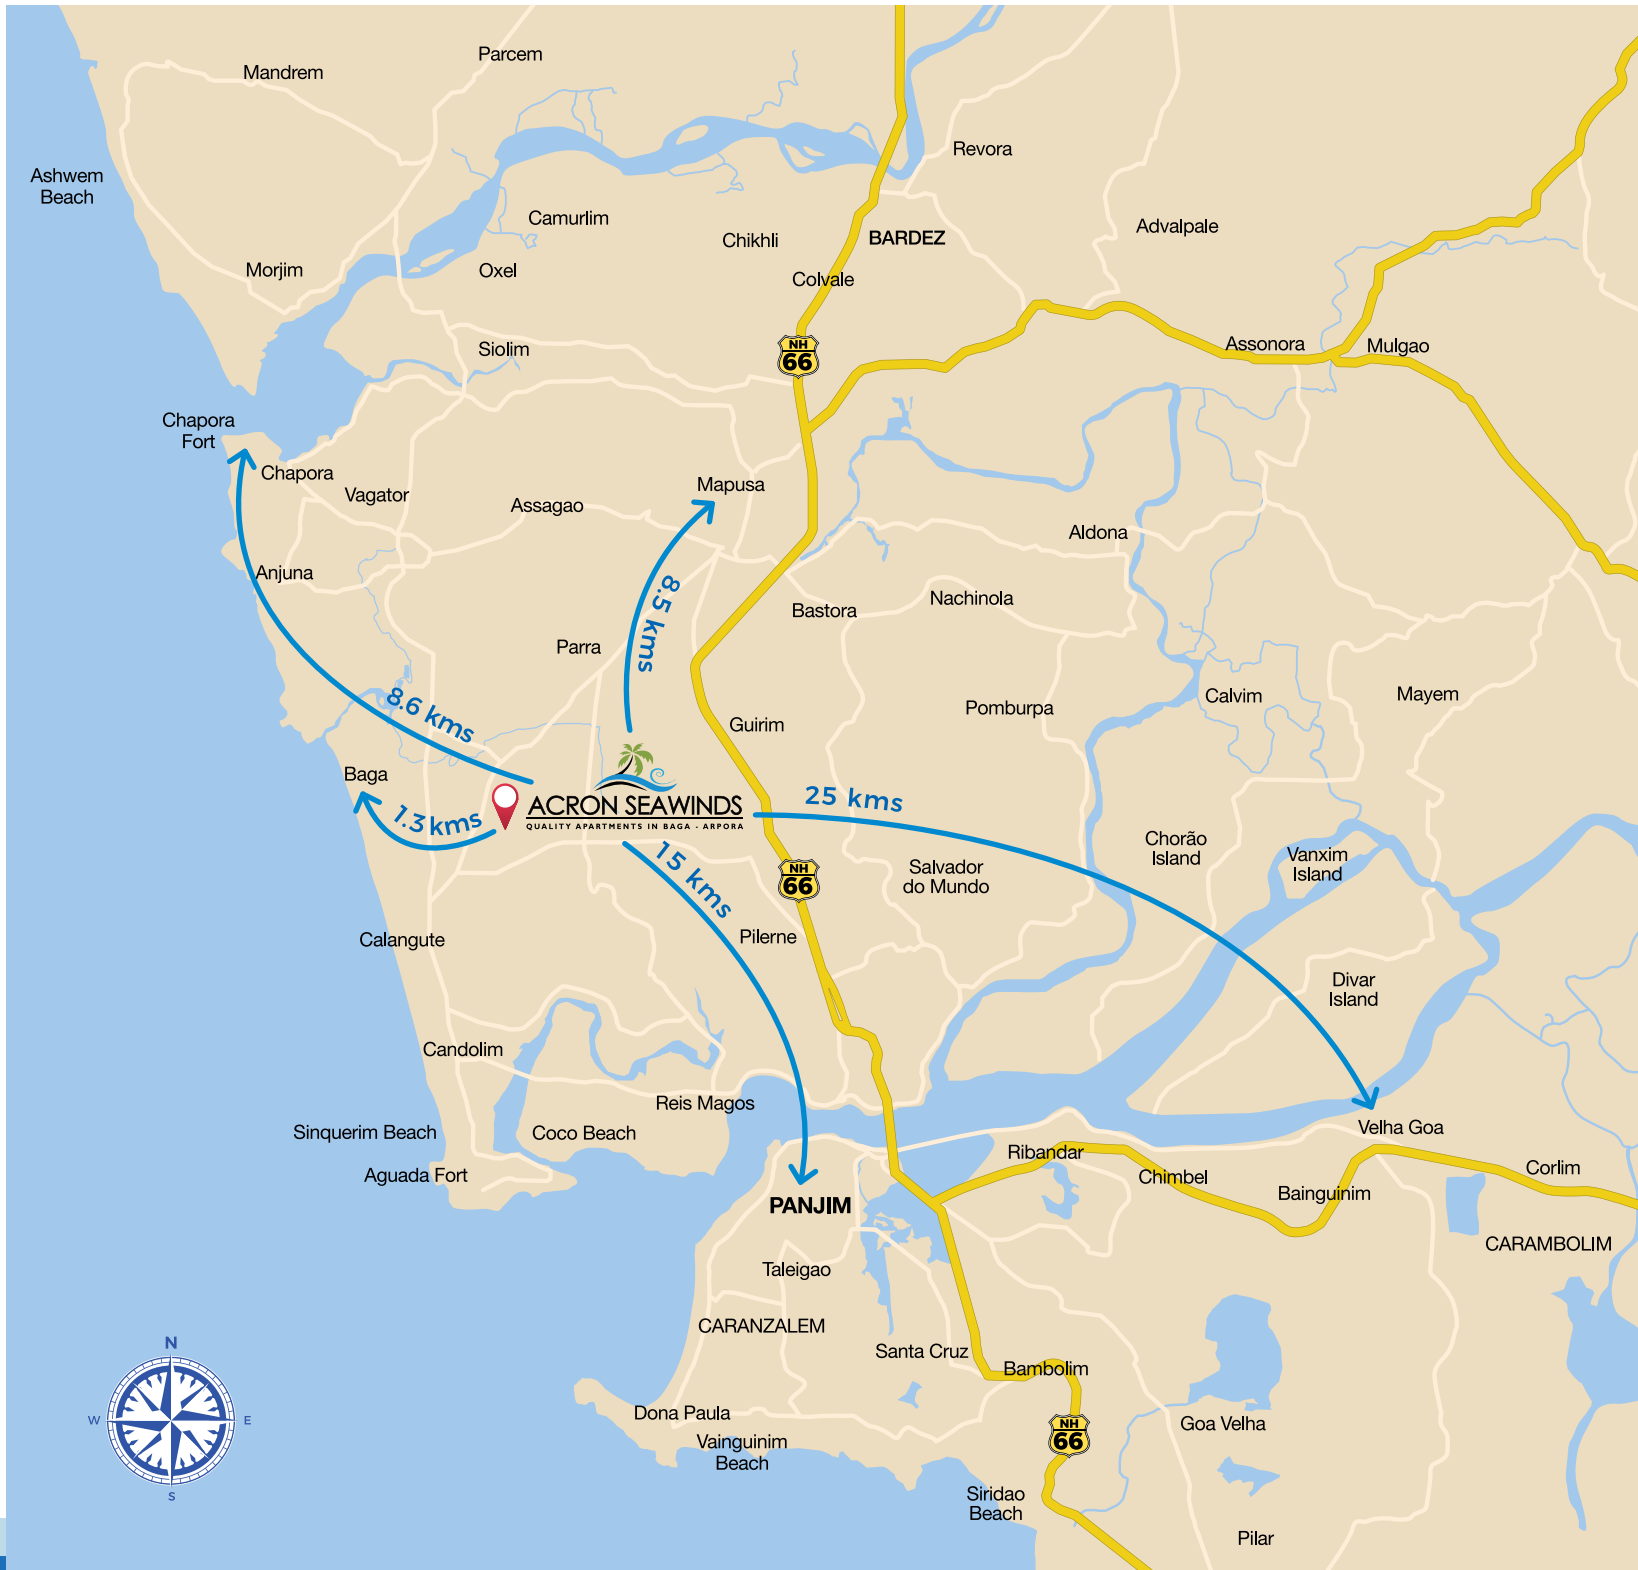 Parcem
Mandrem
Revora
Ashwem
Beach
Camurlim
Advalpale
Chikhli
BARDEZ
Morjim
Oxel
Colvale
Siolim
NH
66
Assonora
Mulgao
Chapora
Fort
Chapora
Vagator
Mapusa
Assagao
Aldona
Anjuna
8.5 kms
Bastora
Nachinola
Parra
Calvim
Mayem
Pomburpa
8.6 kms
Guirim
Baga
ACRON SEAWINDS
QUALITY APARTMENTS IN BAGA - ARPORA
1.3 kms
25 kms
15 kms
Chorão
Island
Vanxim
Island
NH
66
Salvador
do Mundo
Calangute
Pilerne
Divar
Island
Candolim
Reis Magos
Sinquerim Beach
Coco Beach
Velha Goa
Ribandar
Aguada Fort
Chimbel
Corlim
Bainguinim
PANJIM
CARAMBOLIM
Taleigao
CARANZALEM
Santa Cruz
Bambolim
N
W
E
S
Dona Paula
Vainguinim
Beach
NH
66
Goa Velha
Siridao
Beach
Pilar